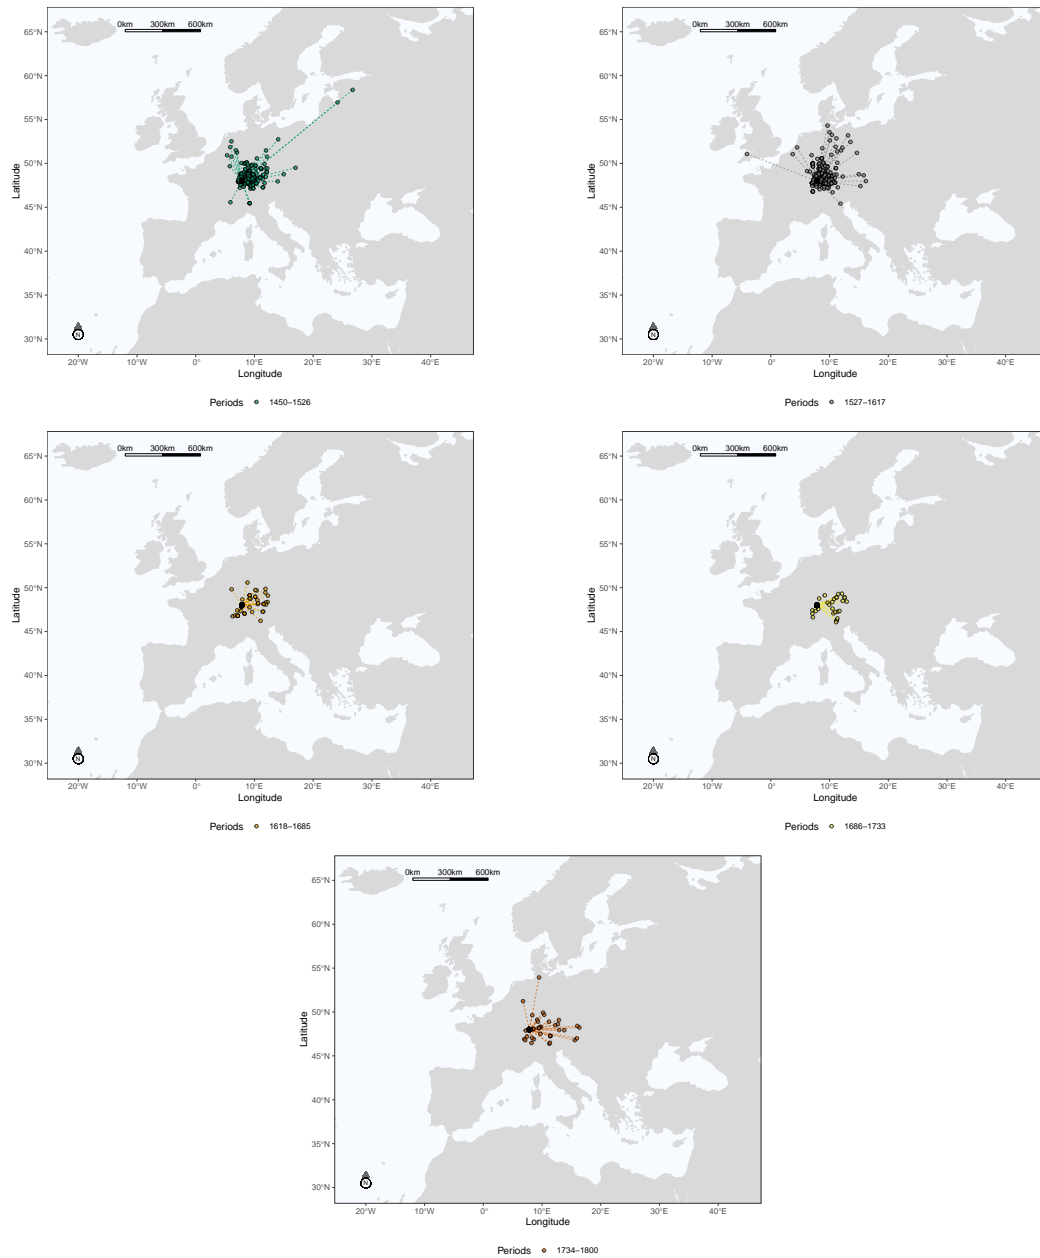 0km 300km 600km
0km 300km 600km
65°N
65°N
60°N
60°N
55°N
55°N
50°N
50°N
45°N
45°N
40°N
40°N
35°N
35°N
30°N
30°N
Latitude
Latitude
N
N
20°W 10°W 0° 10°E 20°E 30°E 40°E
20°W 10°W 0° 10°E 20°E 30°E 40°E
Longitude
Longitude
Periods 1450–1526
Periods 1527–1617
0km 300km 600km
0km 300km 600km
65°N
65°N
60°N
60°N
55°N
55°N
50°N
50°N
45°N
45°N
40°N
40°N
35°N
35°N
30°N
30°N
Latitude
Latitude
N
N
20°W 10°W 0° 10°E 20°E 30°E 40°E
20°W 10°W 0° 10°E 20°E 30°E 40°E
Longitude
Longitude
Periods 1618–1685
Periods 1686–1733
0km 300km 600km
65°N
60°N
55°N
50°N
45°N
40°N
35°N
30°N
Latitude
N
20°W 10°W 0° 10°E 20°E 30°E 40°E
Longitude
Periods 1734–1800